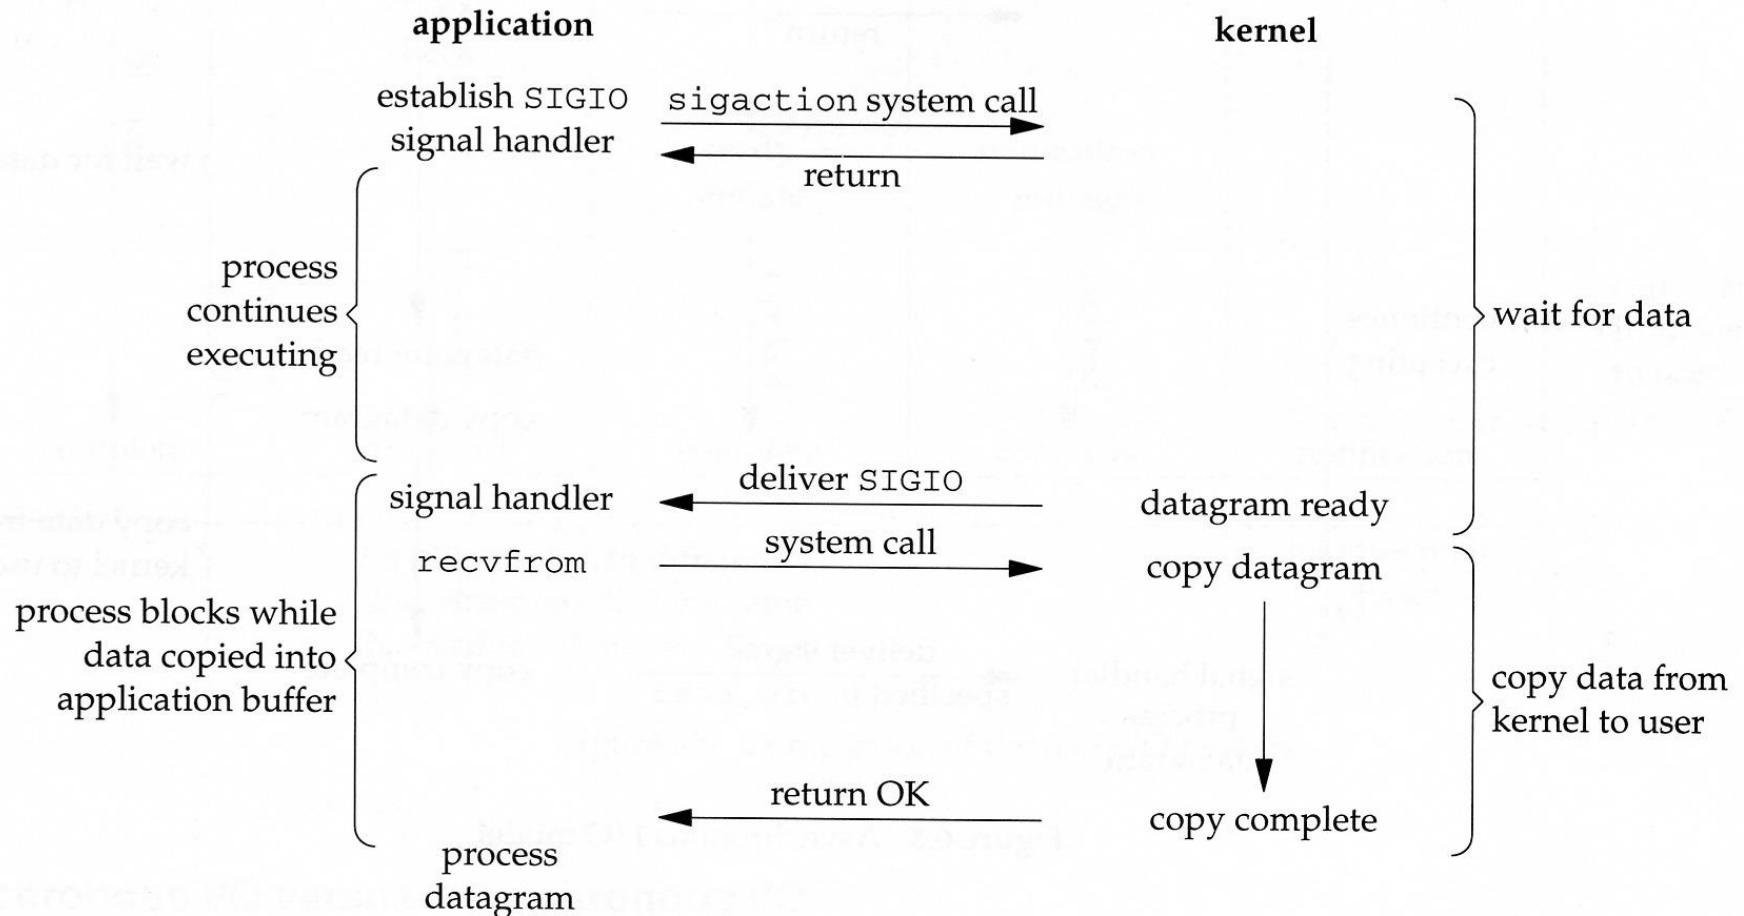 application
kernel
establish SIGIO
signal handler
sigaction system call
return
process
continues
executing
wait for data
signal handler
deliver SIGIO
datagram ready
recvfrom
system call
copy datagram
process blocks while
data copied into
application buffer
copy data from
kernel to user
return OK
copy complete
process
datagram